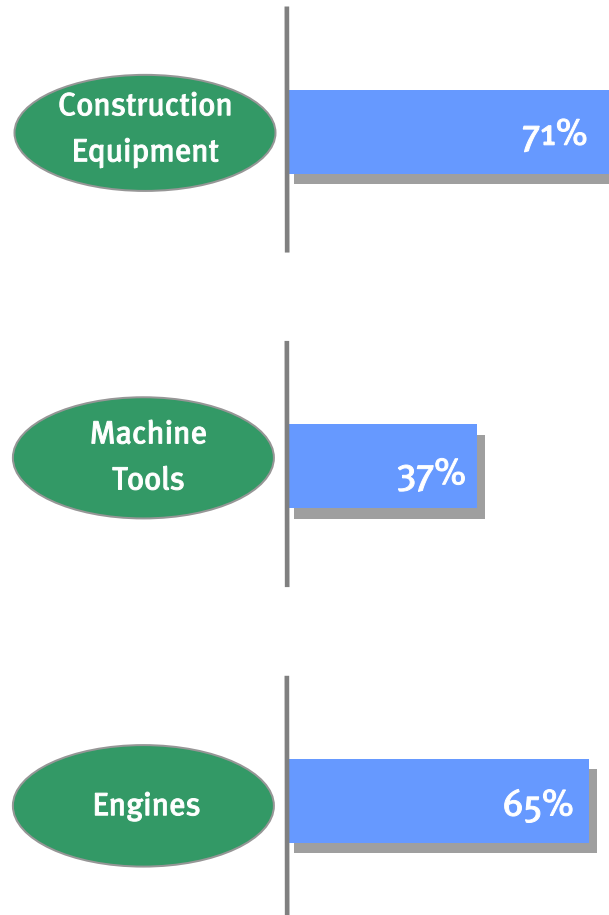 Construction
Equipment
71%
Machine
Tools
37%
Engines
65%